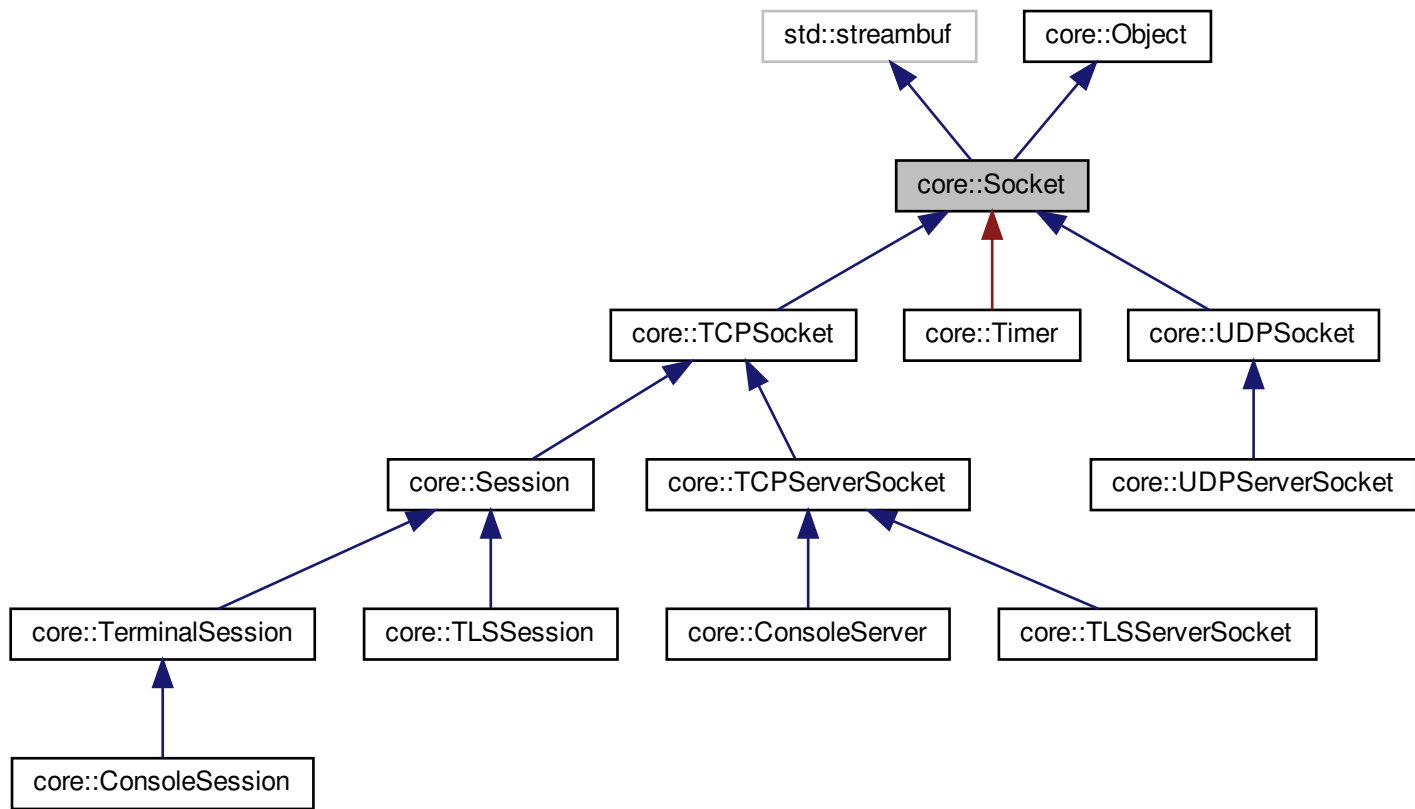 std::streambuf
core::Object
core::Socket
core::TCPSocket
core::Timer
core::UDPSocket
core::Session
core::TCPServerSocket
core::UDPServerSocket
core::TerminalSession
core::TLSSession
core::ConsoleServer
core::TLSServerSocket
core::ConsoleSession